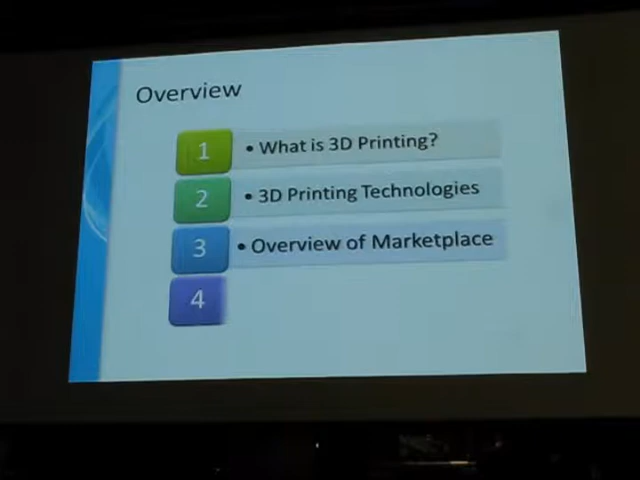 Overview
1 • What is 3D Printing?
2 • 3D Printing Technologies
3 • Overview of Marketplace
4